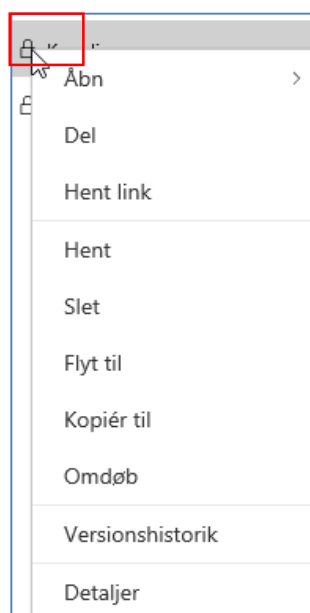 Åbn
Del
Hent link
Hent
Slet
Flyt til
Kopiér til
Omdøb
Versionshistorik
Detaljer